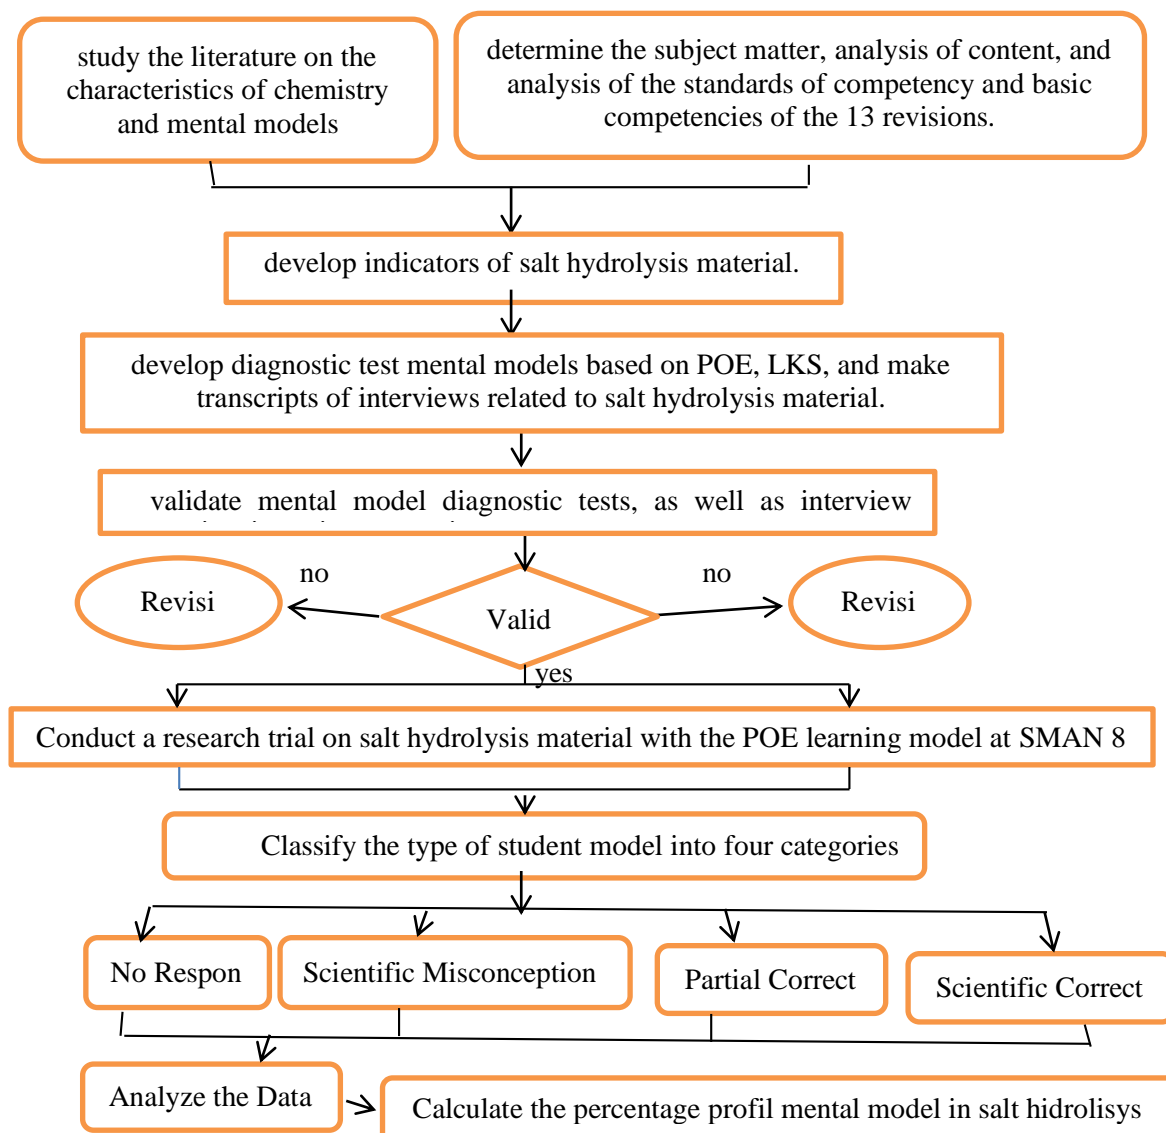 study the literature on the
characteristics of chemistry
and mental models
determine the subject matter, analysis of content, and
analysis of the standards of competency and basic
competencies of the 13 revisions.
develop indicators of salt hydrolysis material.
develop diagnostic test mental models based on POE, LKS, and make
transcripts of interviews related to salt hydrolysis material.
validate mental model diagnostic tests, as well as interview
no
no
Revisi
Valid
Revisi
yes
Conduct a research trial on salt hydrolysis material with the POE learning model at SMAN 8
Classify the type of student model into four categories
No Respon
Scientific Misconception
Partial Correct
Scientific Correct
Analyze the Data
Calculate the percentage profil mental model in salt hidrolisys